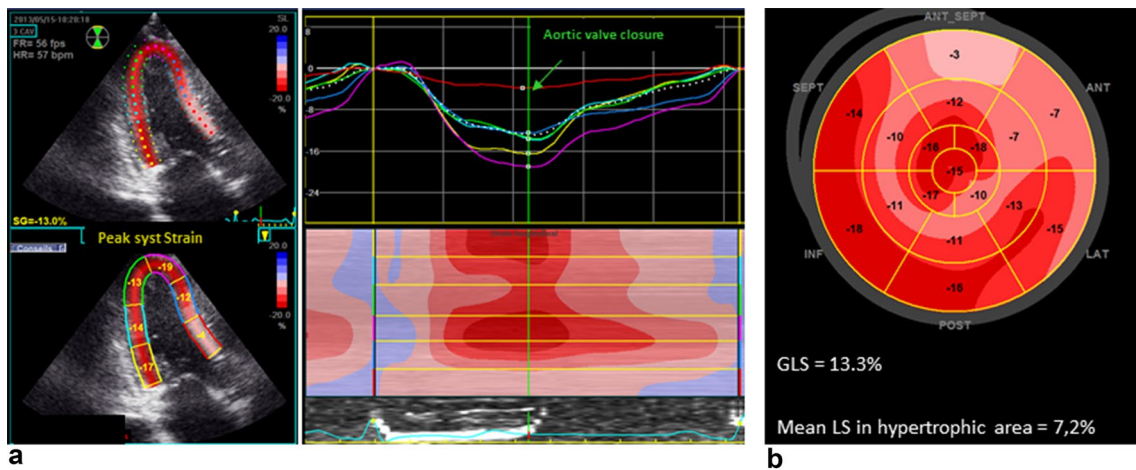 2013/05/15-18:20:18
3 CAV
FR= 56 fps
HR= 57 bpm
SL
20.0
-20.0
%
SG=-13.0%
Conseils
Peak syst Strain
20.0
-20.0
%
-19
-13
-12
-14
-17
8
0
-8
-16
-24
Aortic valve closure
a
ANT_SEPT
SEPT
ANT
INF
LAT
POST
-3
-14
-7
-12
-10
-7
-16
-18
-15
-17
-10
-11
-13
-18
-15
-11
-16
GLS = 13.3%
Mean LS in hypertrophic area = 7,2%
b